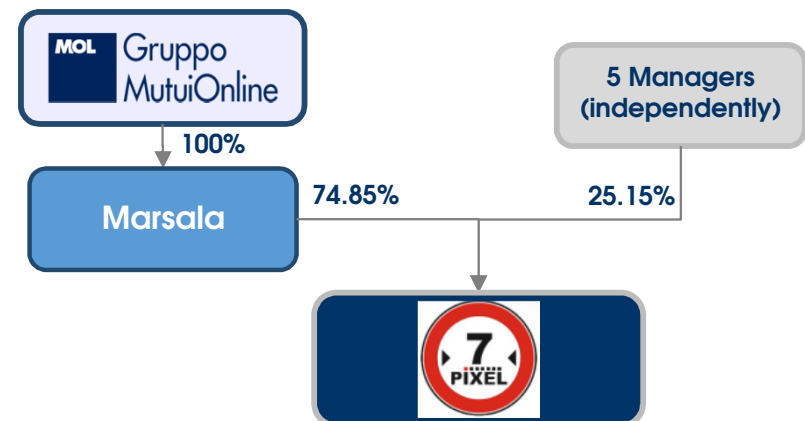 MOL
Gruppo
MutuiOnline
5 Managers
(independently)
100%
Marsala
74.85%
25.15%
7
PiXEL